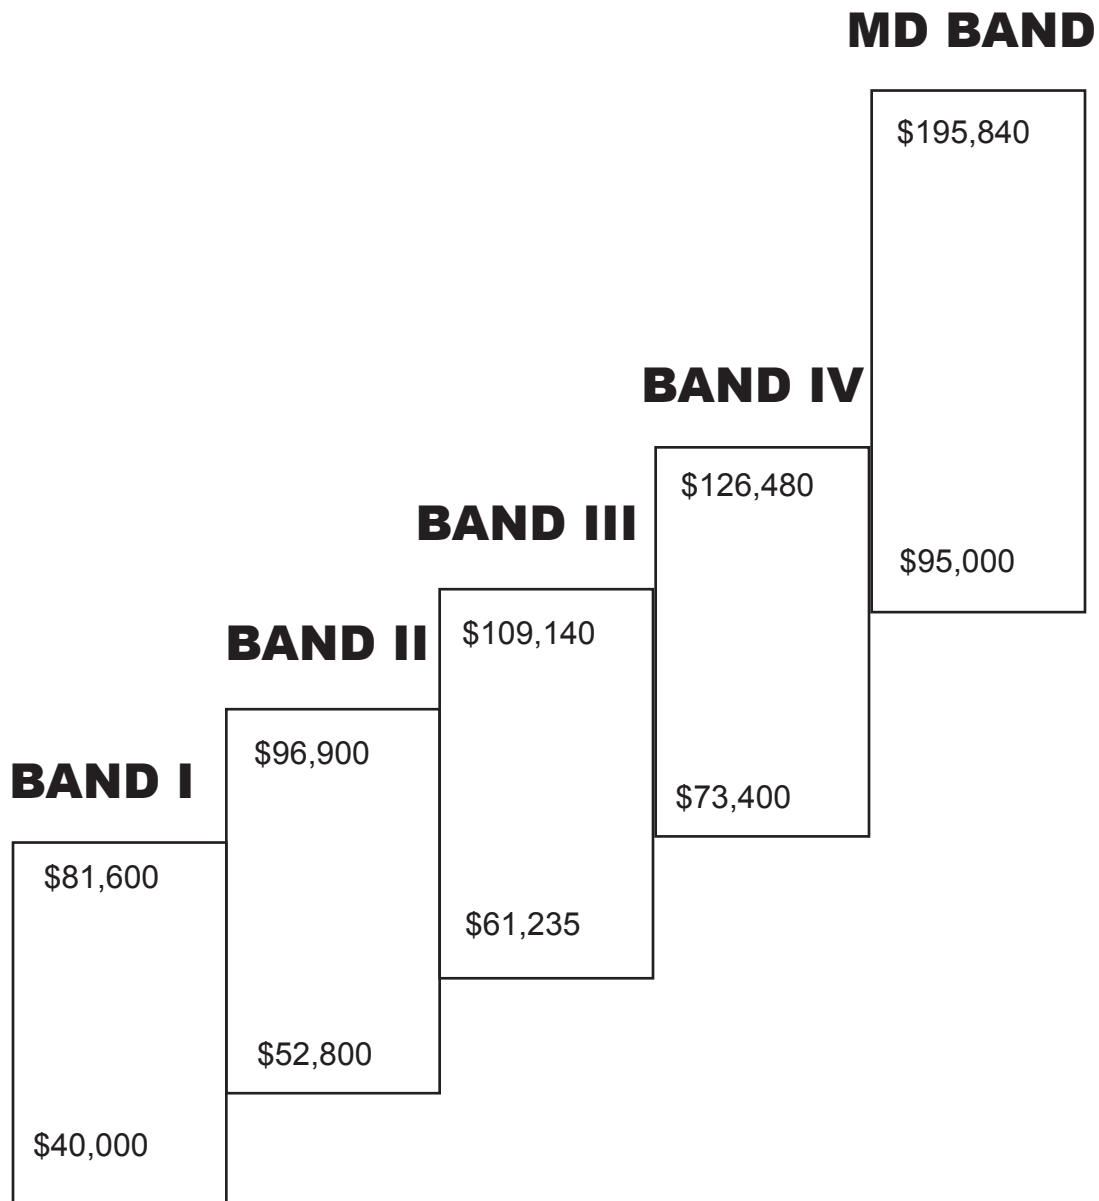 MD BAND
$195,840
$95,000
BAND IV
$126,480
$73,400
BAND III
$109,140
$61,235
BAND II
$96,900
$52,800
BAND I
$81,600
$40,000